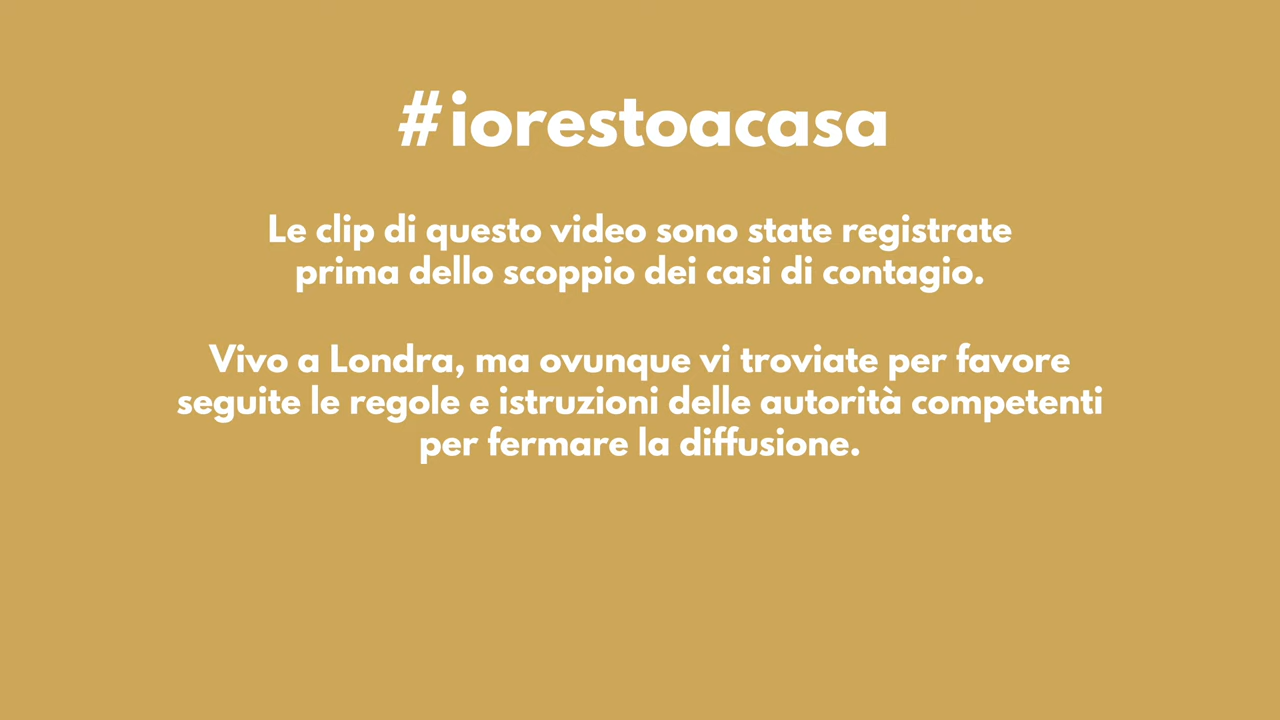 #iorestoacasa
Le clip di questo video sono state registrate
prima dello scoppio dei casi di contagio.
Vivo a Londra, ma ovunque vi troviate per favore
seguite le regole e istruzioni delle autorità competenti
per fermare la diffusione.